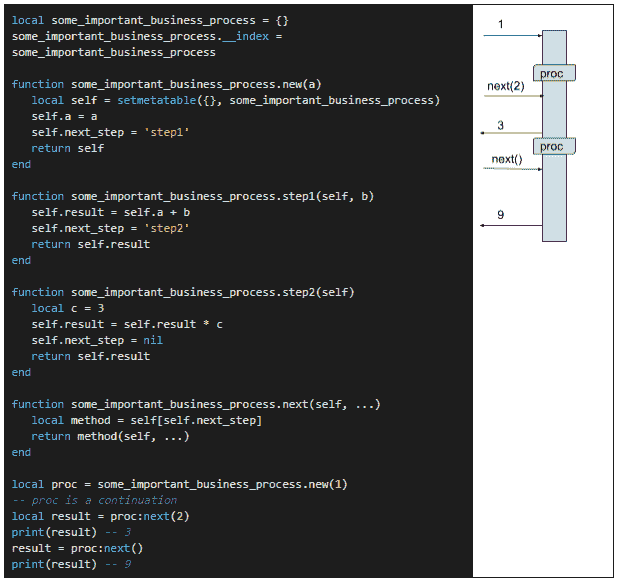 local some_important_business_process = {}
some_important_business_process.__index =
some_important_business_process
function some_important_business_process.new(a)
local self = setmetatable({}, some_important_business_process)
self.a = a
self.next_step = 'step1'
return self
end
function some_important_business_process.step1(self, b)
self.result = self.a + b
self.next_step = 'step2'
return self.result
end
function some_important_business_process.step2(self)
local c = 3
self.result = self.result * c
self.next_step = nil
return self.result
end
function some_important_business_process.next(self, ...)
local method = self[self.next_step]
return method(self, ...)
end
local proc = some_important_business_process.new(1)
-- proc is a continuation
local result = proc:next(2)
print(result) -- 3
result = proc:next()
print(result) -- 9
1
proc
next(2)
3
proc
next()
9